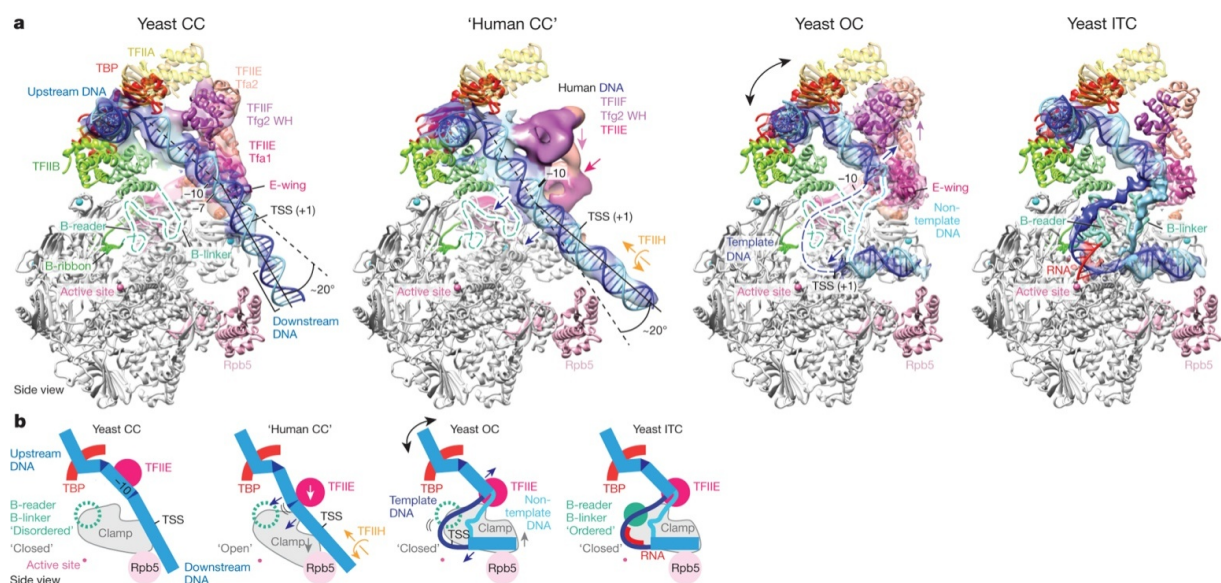 a
Yeast CC
'Human CC'
Yeast OC
Yeast ITC
TFIIA
TBP
Upstream DNA
TFIIE
Tfa2
TFIIF
Tfg2 WH
TFIIE
Tfa1
E-wing
TFIIB
–10
–7
TSS (+1)
B-reader
B-linker
B-ribbon
Active site
~20°
Downstream
DNA
Rpb5
Side view
Human DNA
TFIIF
TFIIE
–10
TSS (+1)
TFIIH
~20°
–10
E-wing
Non-
template
DNA
Template
DNA
TSS (+1)
Active site
Rpb5
B-reader
B-linker
RNA
Active site
Rpb5
b
Yeast CC
'Human CC'
Yeast OC
Yeast ITC
Upstream
DNA
TBP
–10
TFIIE
B-reader
B-linker
'Disordered'
TSS
Clamp
'Closed'
Active site
Rpb5
Downstream
DNA
Side view
TBP
TFIIE
TSS
TFIIH
Clamp
'Open'
Rpb5
TBP
TFIIE
Template
DNA
Non-
template
DNA
Clamp
TSS
'Closed'
Rpb5
TBP
TFIIE
B-reader
B-linker
'Ordered'
Clamp
'Closed'
RNA
Rpb5